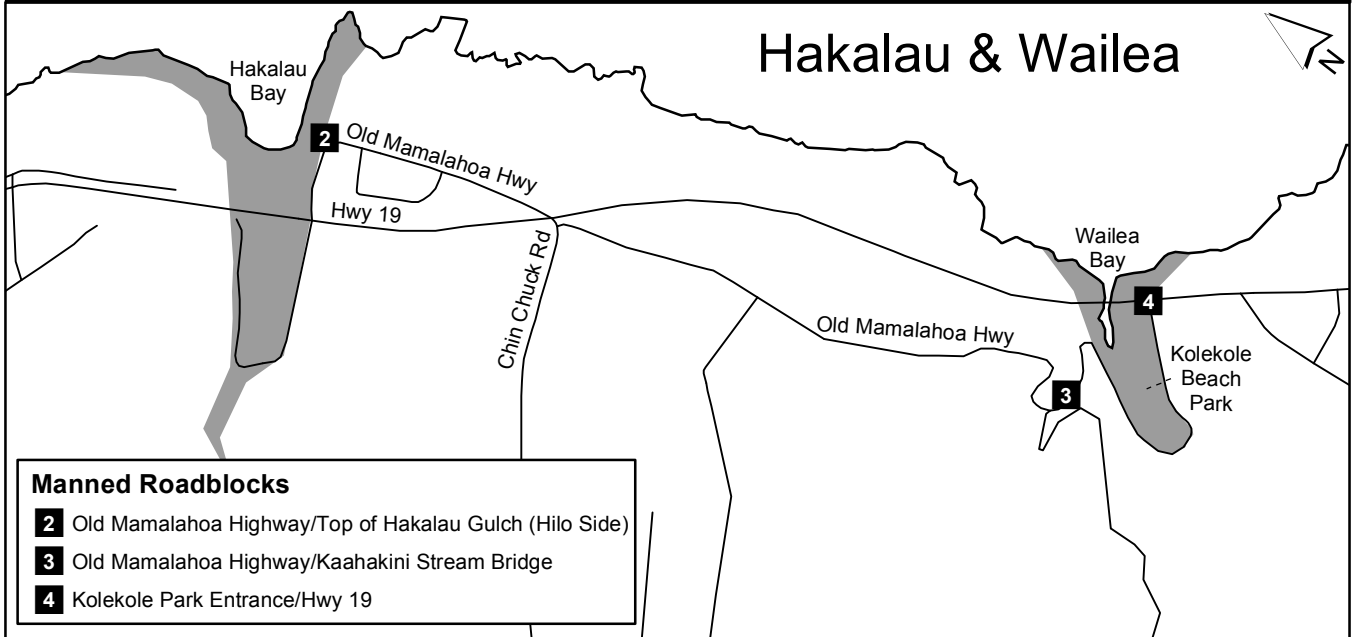 Hakalau & Wailea
N
Hakalau
Bay
2
Old Mamalahoa Hwy
Hwy 19
Chin Chuck Rd
Wailea
Bay
4
Old Mamalahoa Hwy
Kolekole
Beach
Park
3
Manned Roadblocks
2 Old Mamalahoa Highway/Top of Hakalau Gulch (Hilo Side)
3 Old Mamalahoa Highway/Kaahakini Stream Bridge
4 Kolekole Park Entrance/Hwy 19